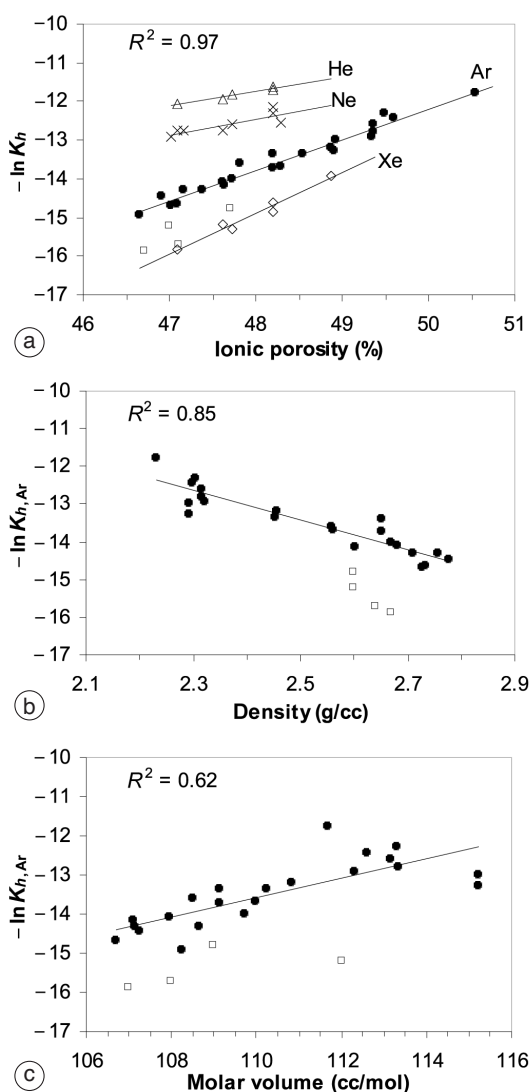 −10
R² = 0.97
−11
He
−12
Ne
Ar
−13
Xe
−14
−15
−16
−17
− ln Kh
46 47 48 49 50 51
Ionic porosity (%)
a
−10
R² = 0.85
−11
−12
−13
−14
−15
−16
−17
− ln Kh,Ar
2.1 2.3 2.5 2.7 2.9
Density (g/cc)
b
−10
R² = 0.62
−11
−12
−13
−14
−15
−16
−17
− ln Kh,Ar
106 108 110 112 114 116
Molar volume (cc/mol)
c